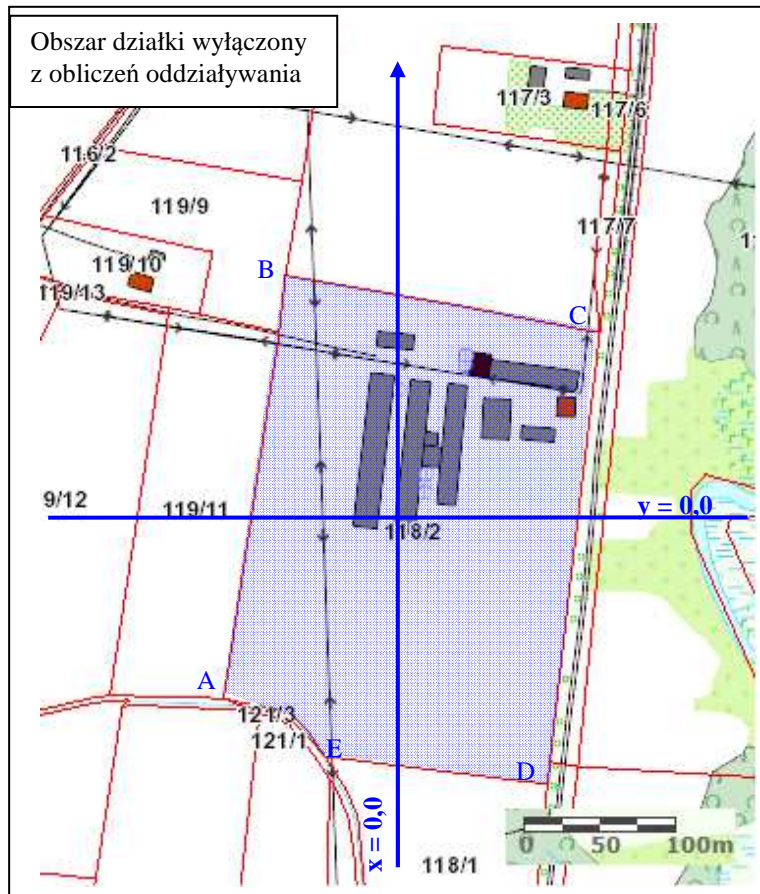 Obszar działki wyłączony
z obliczeń oddziaływania
117/3
117/6
116/2
119/9
117/7
119/10
B
119/13
C
9/12
119/11
y = 0,0
118/2
A
121/3
121/1
E
D
x = 0,0
0 50 100m
118/1